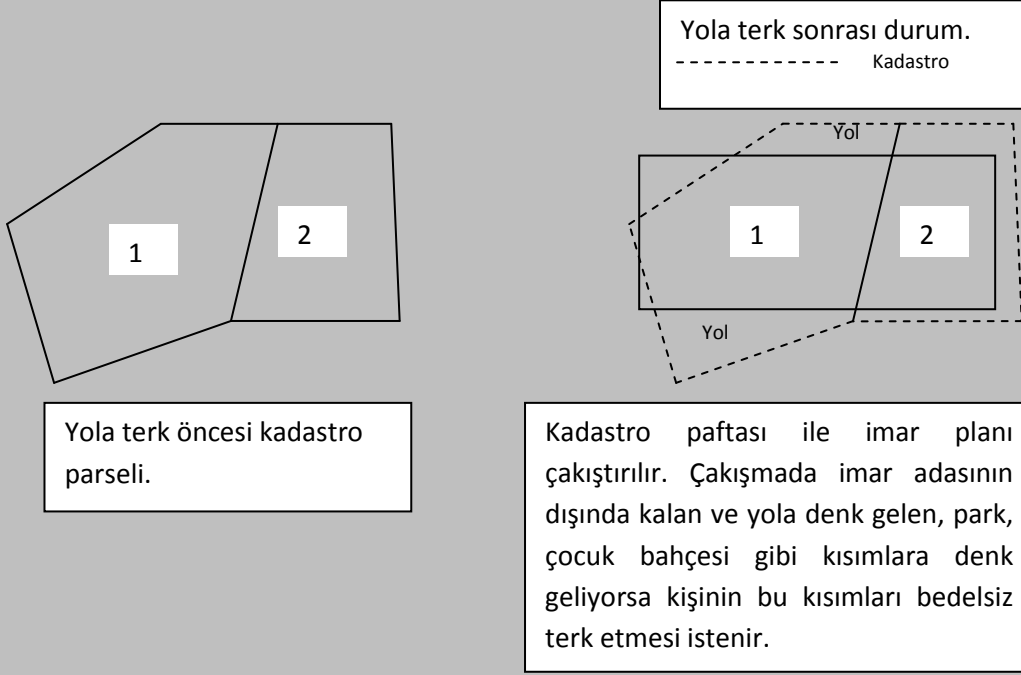 Yola terk sonrası durum.
Kadastro
Yol
1
2
1
2
Yol
Yola terk öncesi kadastro
parseli.
Kadastro paftası ile imar planı
çakıştırılır. Çakışmada imar adasının
dışında kalan ve yola denk gelen, park,
çocuk bahçesi gibi kısımlara denk
geliyorsa kişinin bu kısımları bedelsiz
terk etmesi istenir.